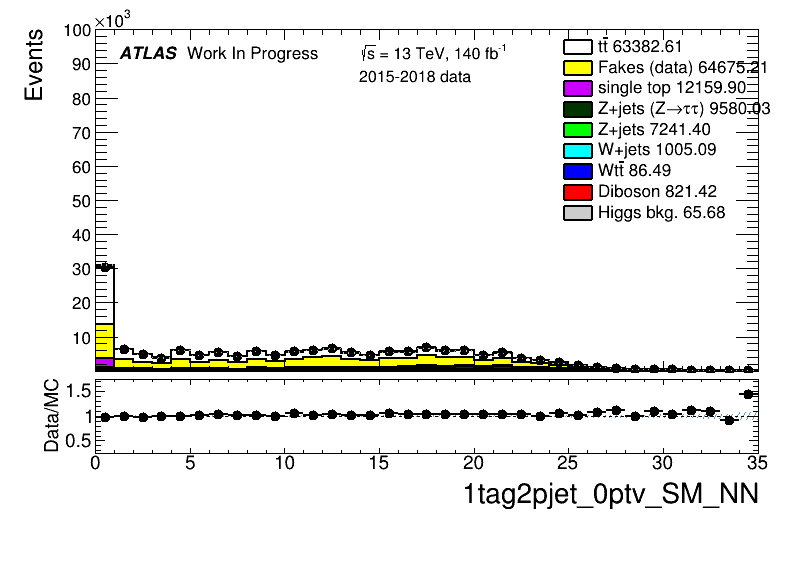 ×10³
100
90
80
70
60
50
40
30
20
10
Events
ATLAS Work In Progress
√s = 13 TeV, 140 fb⁻¹
2015-2018 data
tt̄ 63382.61
Fakes (data) 64675.21
single top 12159.90
Z+jets (Z→ττ) 9580.03
Z+jets 7241.40
W+jets 1005.09
Wtt̄ 86.49
Diboson 821.42
Higgs bkg. 65.68
Data/MC
1.5
1
0.5
0 5 10 15 20 25 30 35
1tag2pjet_0ptv_SM_NN